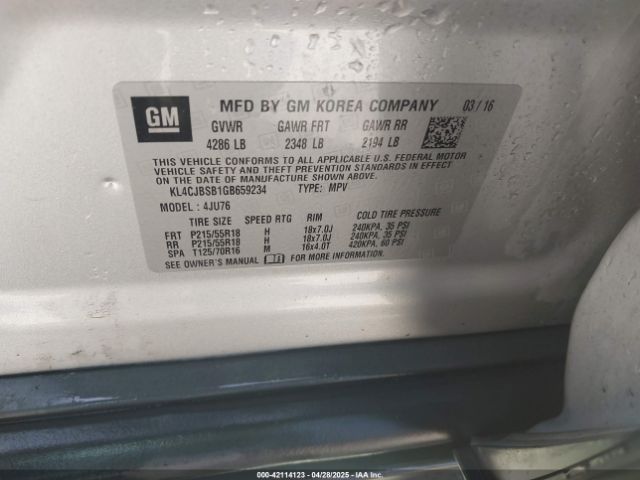 GM
MFD BY GM KOREA COMPANY 03 / 16
GVWR GAWR FRT GAWR RR
4286 LB 2348 LB 2194 LB
THIS VEHICLE CONFORMS TO ALL APPLICABLE U.S. FEDERAL MOTOR
VEHICLE SAFETY, BUMPER, AND THEFT PREVENTION STANDARDS IN
EFFECT ON THE DATE OF MANUFACTURE SHOWN ABOVE.
KL4CJBSB1GB659234 TYPE: MPV
MODEL : 4JU76
TIRE SIZE SPEED RTG RIM COLD TIRE PRESSURE
FRT P215/55R18 H 18x7.0J 240KPA, 35 PSI
RR P215/55R18 H 18x7.0J 240KPA, 35 PSI
SPA T125/70R16 M 16x4.0T 420KPA, 60 PSI
SEE OWNER'S MANUAL FOR MORE INFORMATION.
000-42114123 - 04/28/2025 - IAA Inc.